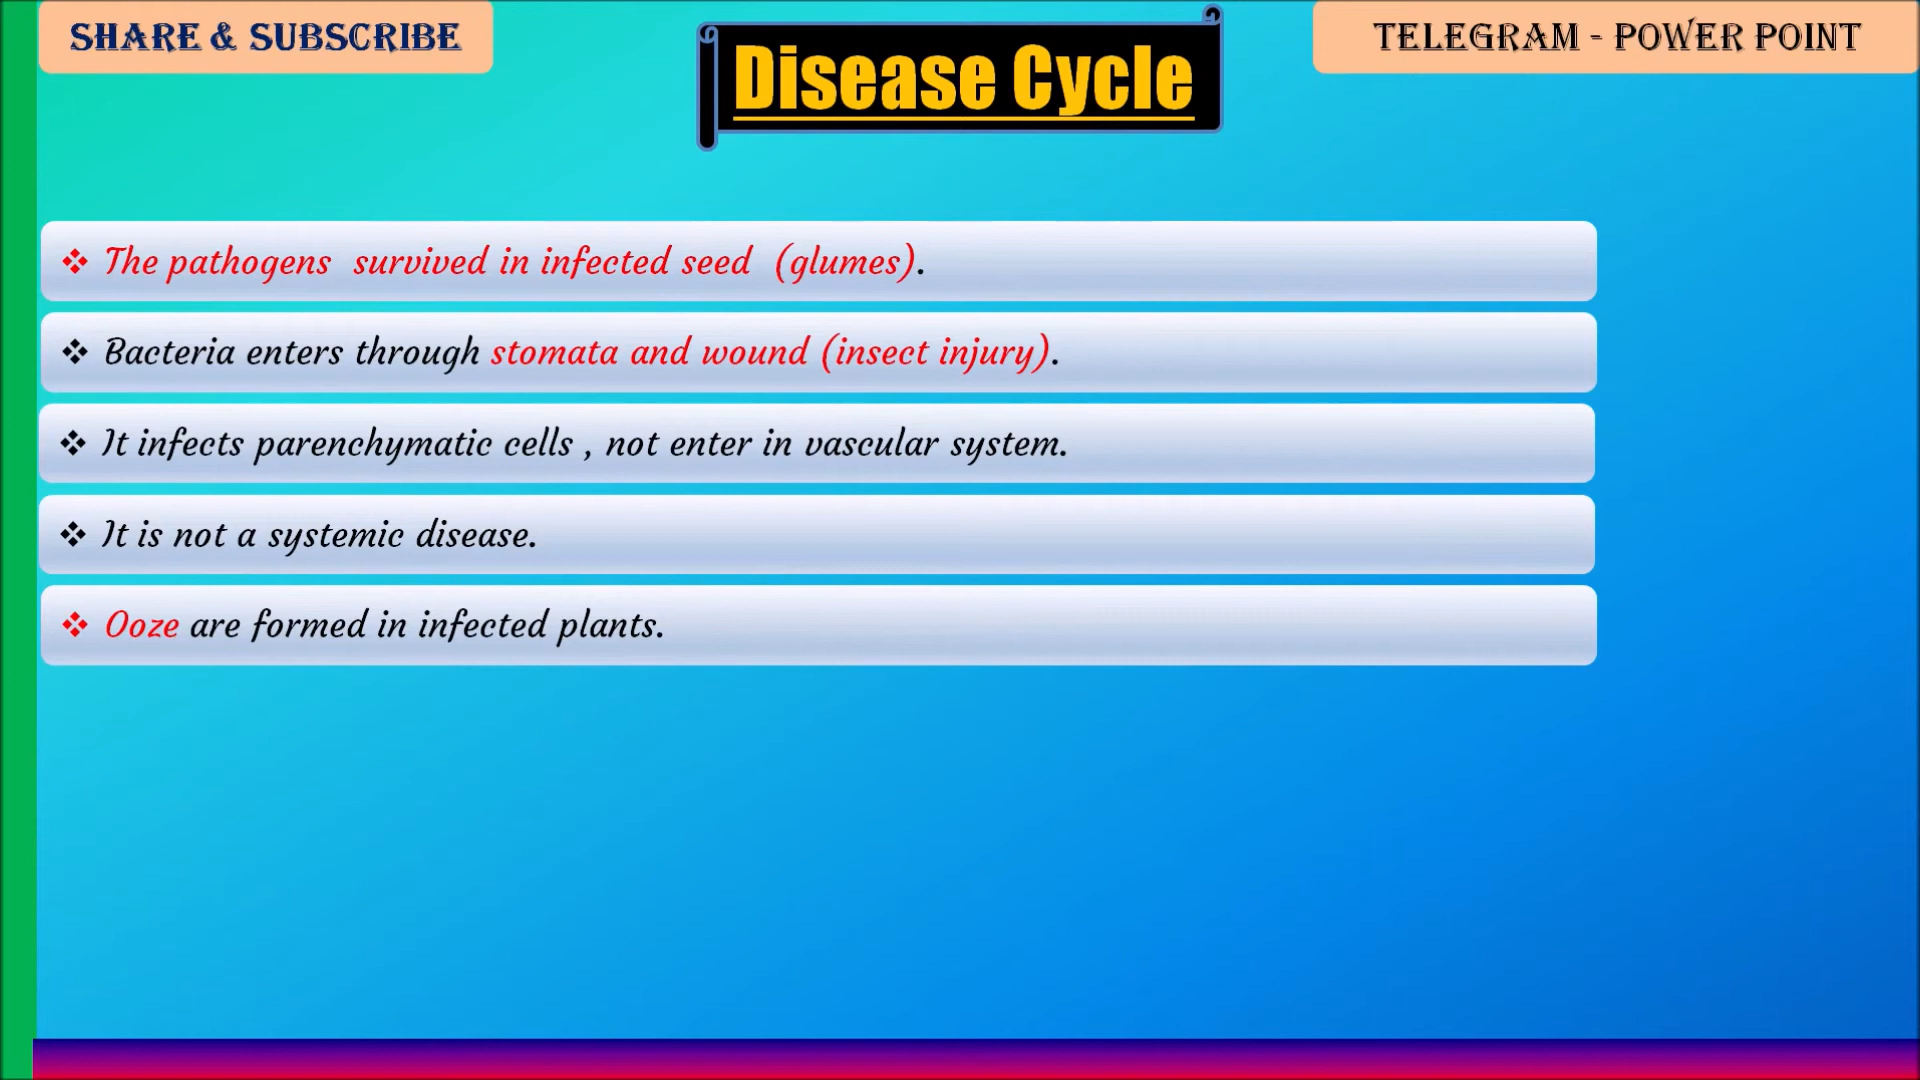 SHARE & SUBSCRIBE
Disease Cycle
TELEGRAM - POWER POINT
❖ The pathogens survived in infected seed (glumes).
❖ Bacteria enters through stomata and wound (insect injury).
❖ It infects parenchymatic cells , not enter in vascular system.
❖ It is not a systemic disease.
❖ Ooze are formed in infected plants.